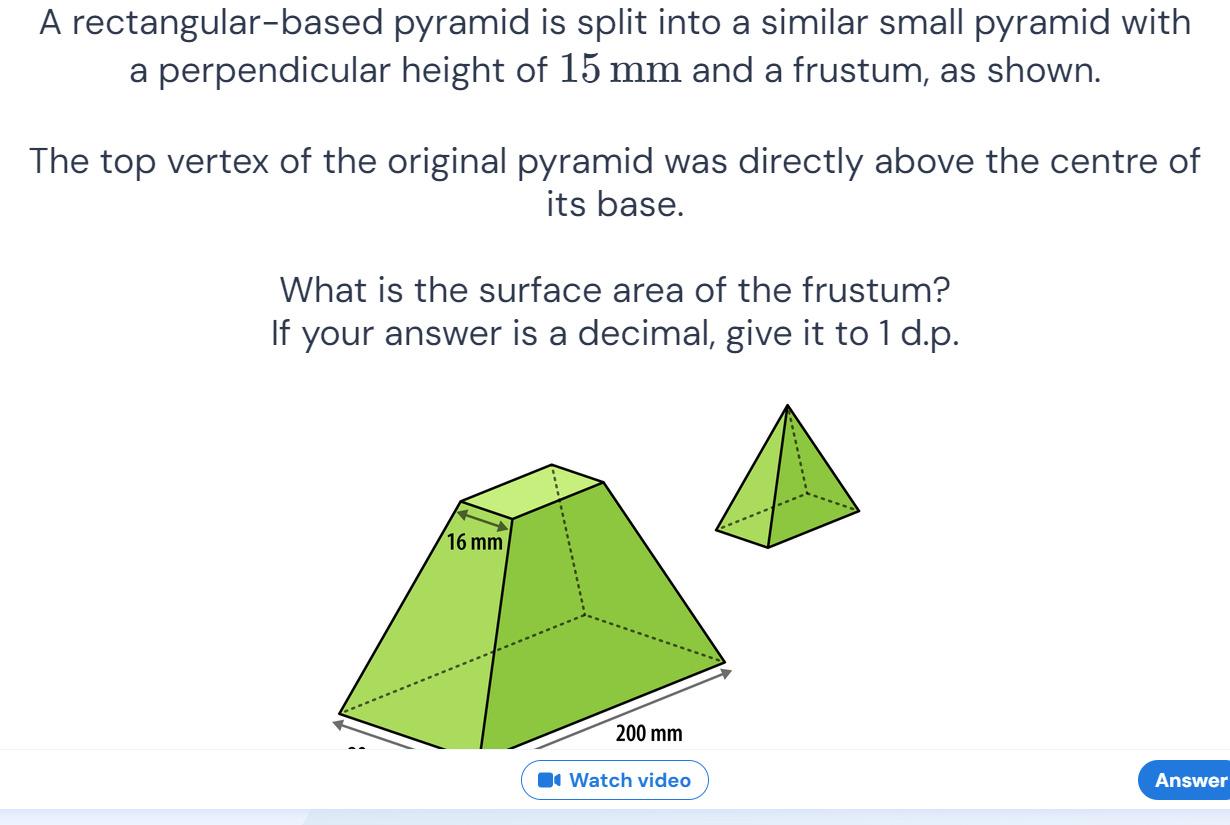 A rectangular-based pyramid is split into a similar small pyramid with
a perpendicular height of 15 mm and a frustum, as shown.
The top vertex of the original pyramid was directly above the centre of
its base.
What is the surface area of the frustum?
If your answer is a decimal, give it to 1 d.p.
16 mm
200 mm
Watch video
Answer